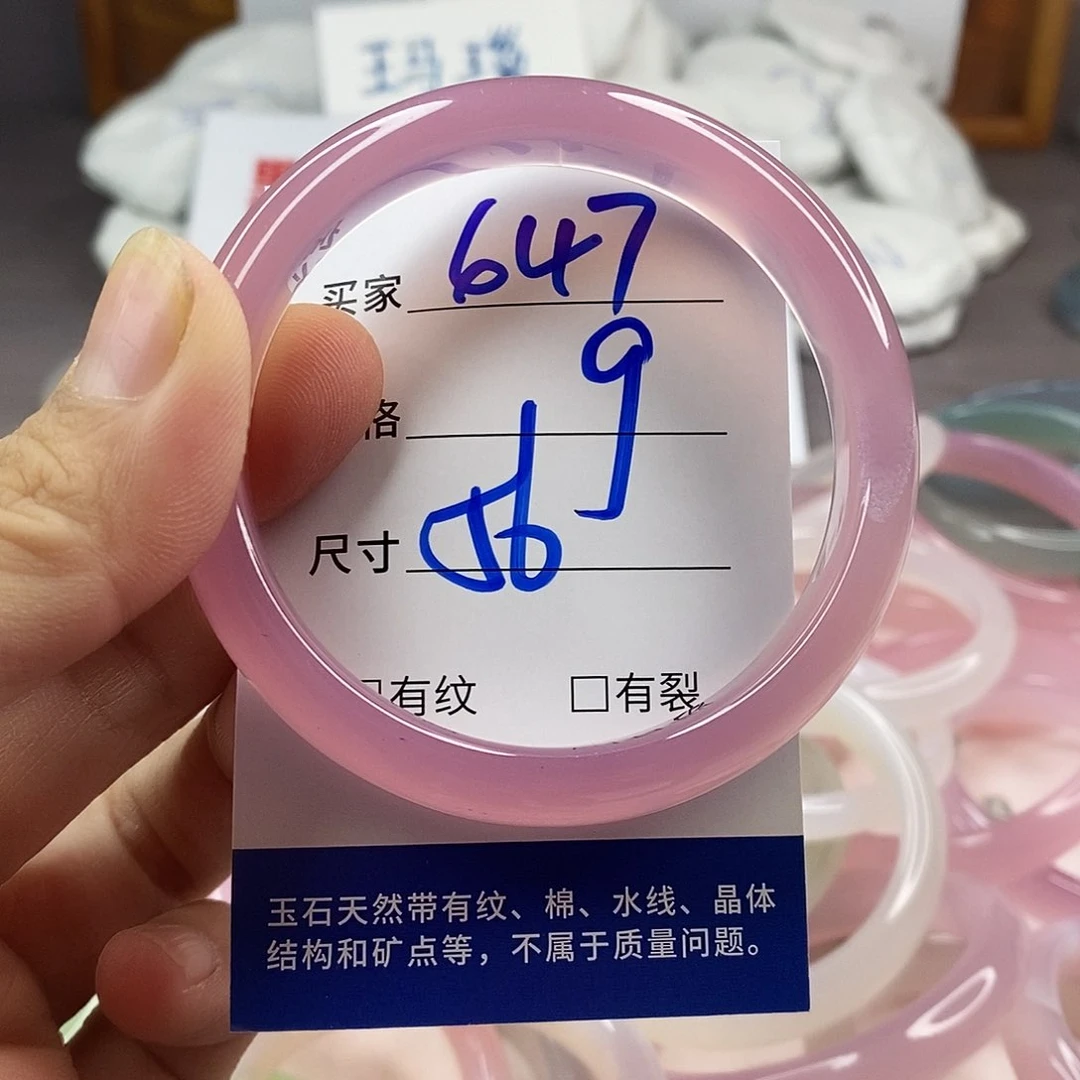 玛瑙
买家 647
格 9
尺寸 56
□有纹 □有裂
玉石天然带有纹、棉、水线、晶体
结构和矿点等，不属于质量问题。